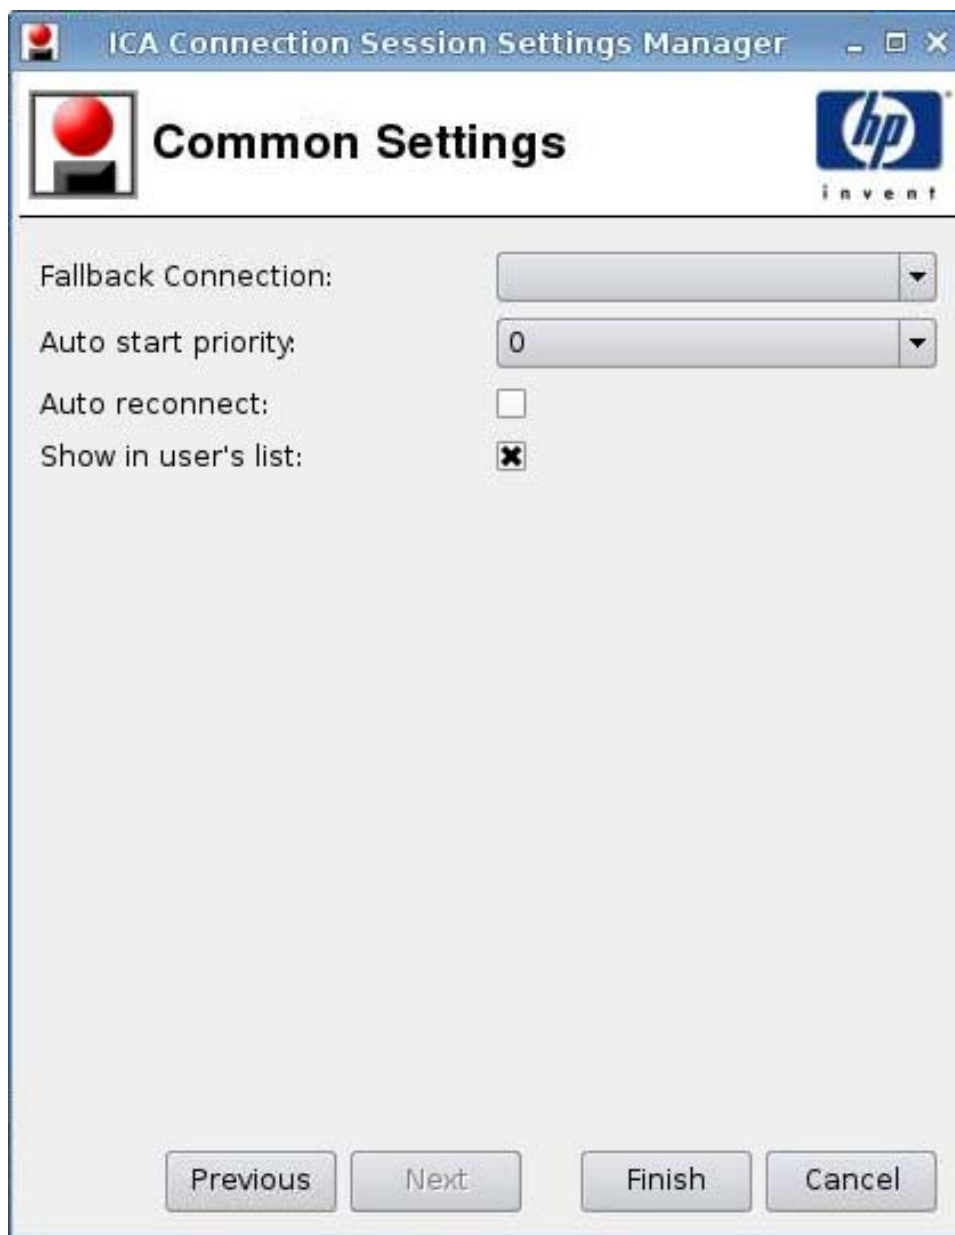 ICA Connection Session Settings Manager
Common Settings
hp
invent
Fallback Connection:
Auto start priority: 0
Auto reconnect:
Show in user's list:
Previous Next Finish Cancel